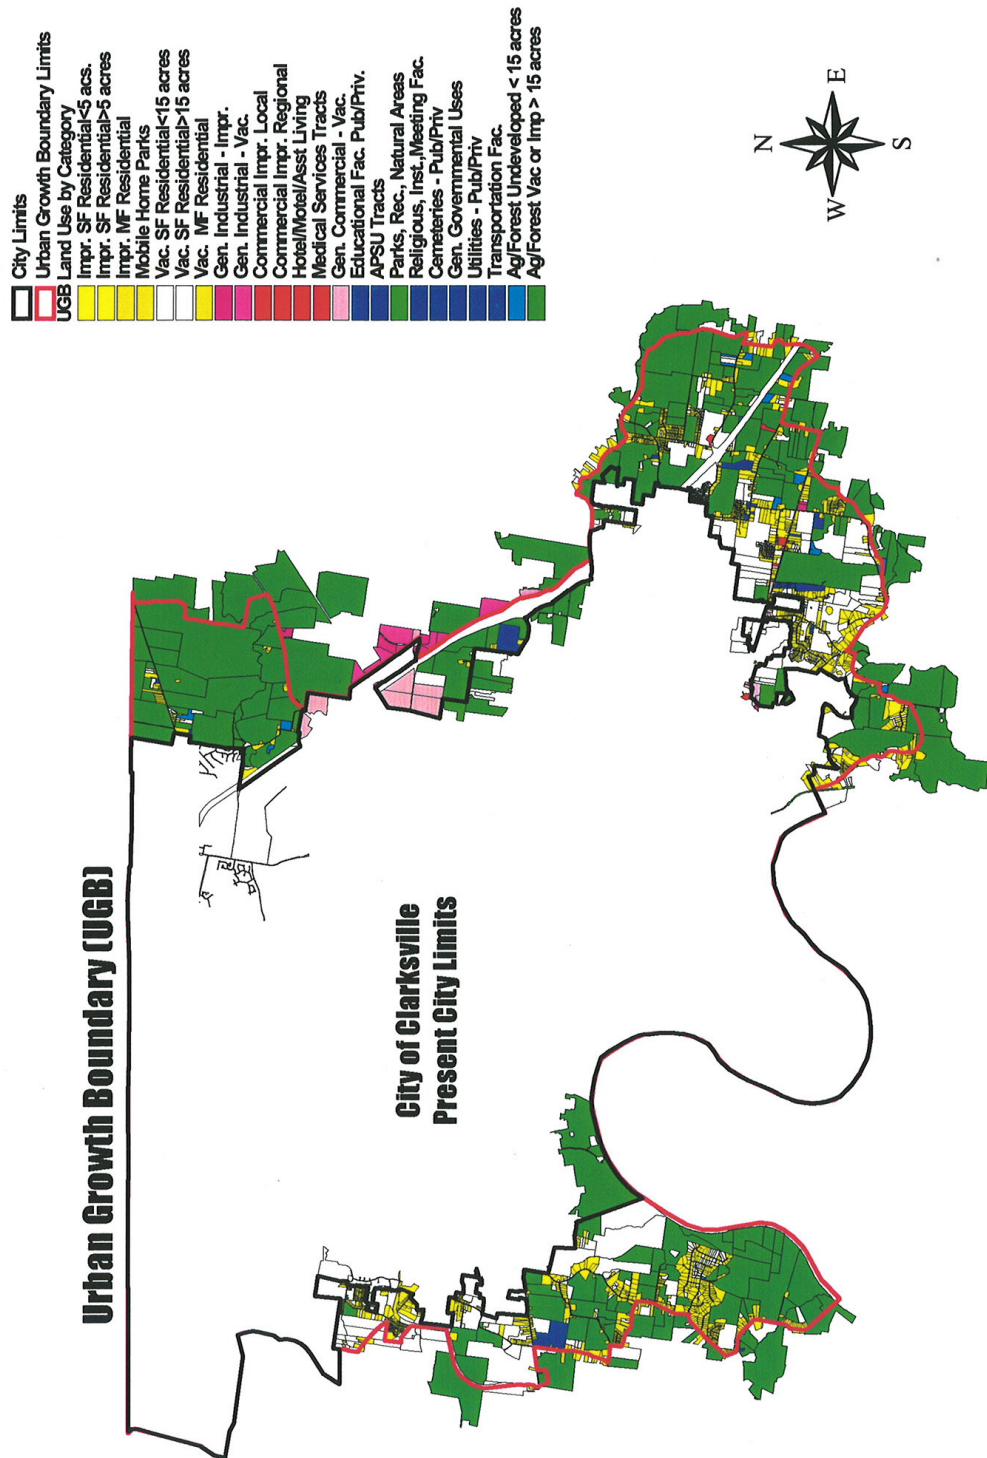 Urban Growth Boundary (UGB)
City of Clarksville
Present City Limits
City Limits
Urban Growth Boundary Limits
UGB Land Use by Category
Impr. SF Residential<5 acs.
Impr. SF Residential>5 acres
Impr. MF Residential
Mobile Home Parks
Vac. SF Residential<15 acres
Vac. SF Residential>15 acres
Vac. MF Residential
Gen. Industrial - Impr.
Gen. Industrial - Vac.
Commercial Impr. Local
Commercial Impr. Regional
Hotel/Motel/Asst Living
Medical Services Tracts
Gen. Commercial - Vac.
Educational Fac. Pub/Priv.
APSU Tracts
Parks, Rec., Natural Areas
Religious, Inst.,Meeting Fac.
Cemeteries - Pub/Priv
Gen. Governmental Uses
Utilities - Pub/Priv
Transportation Fac.
Ag/Forest Undeveloped < 15 acres
Ag/Forest Vac or Imp > 15 acres
N
W
E
S